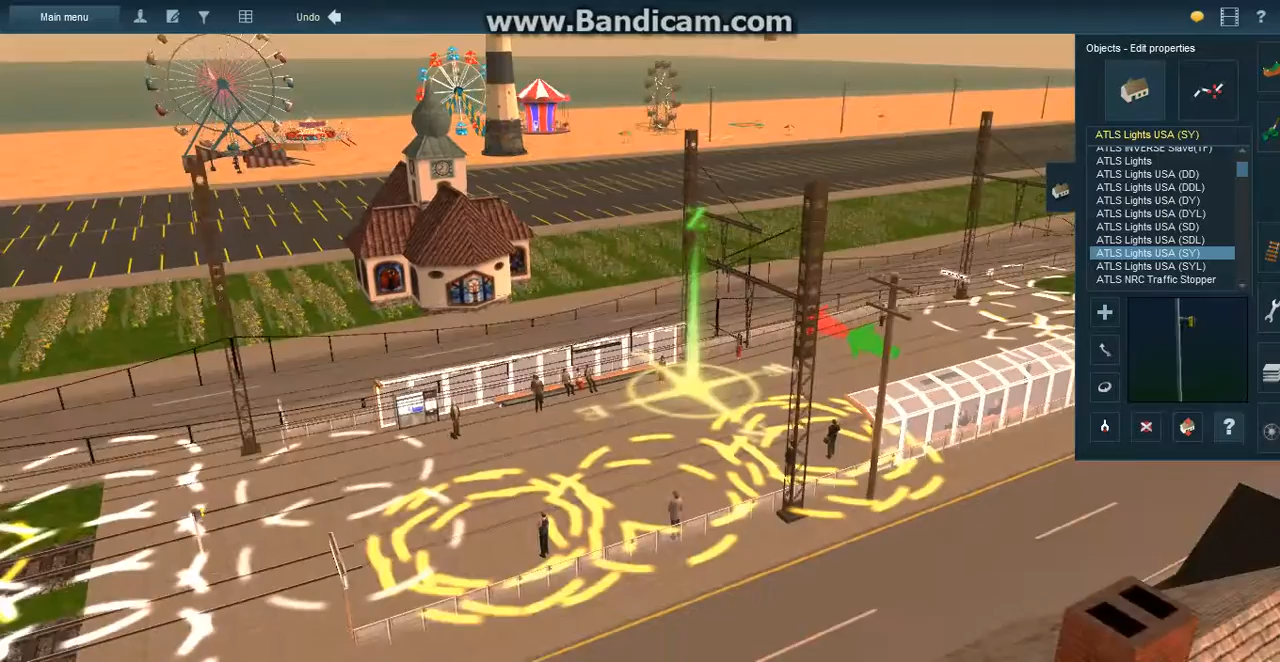 Main menu
Undo
www.Bandicam.com
?
Objects - Edit properties
ATLS Lights USA (SY)
ATLS INVERSE Slave(TF)
ATLS Lights
ATLS Lights USA (DD)
ATLS Lights USA (DDL)
ATLS Lights USA (DY)
ATLS Lights USA (DYL)
ATLS Lights USA (SD)
ATLS Lights USA (SDL)
ATLS Lights USA (SY)
ATLS Lights USA (SYL)
ATLS NRC Traffic Stopper
?
E